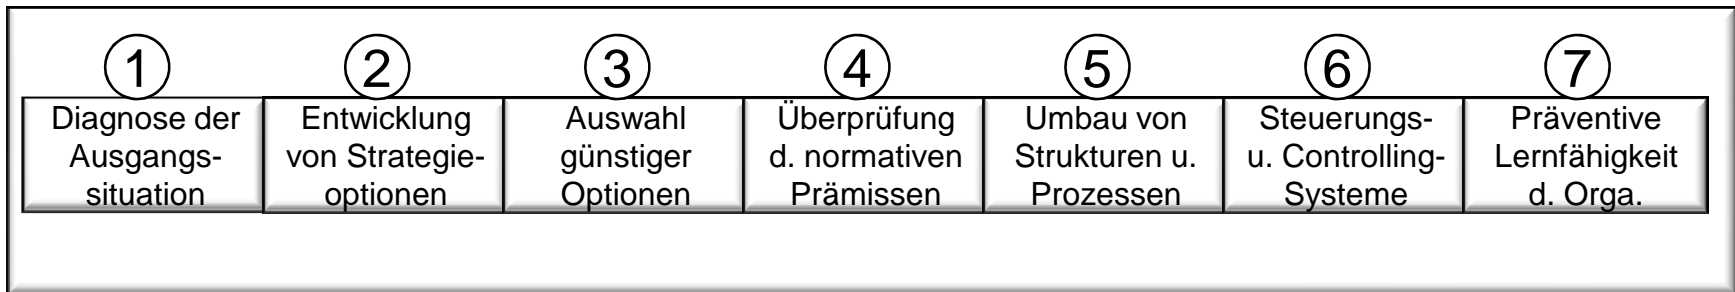 1
Diagnose der
Ausgangs-
situation
2
Entwicklung
von Strategie-
optionen
3
Auswahl
günstiger
Optionen
4
Überprüfung
d. normativen
Prämissen
5
Umbau von
Strukturen u.
Prozessen
6
Steuerungs-
u. Controlling-
Systeme
7
Präventive
Lernfähigkeit
d. Orga.